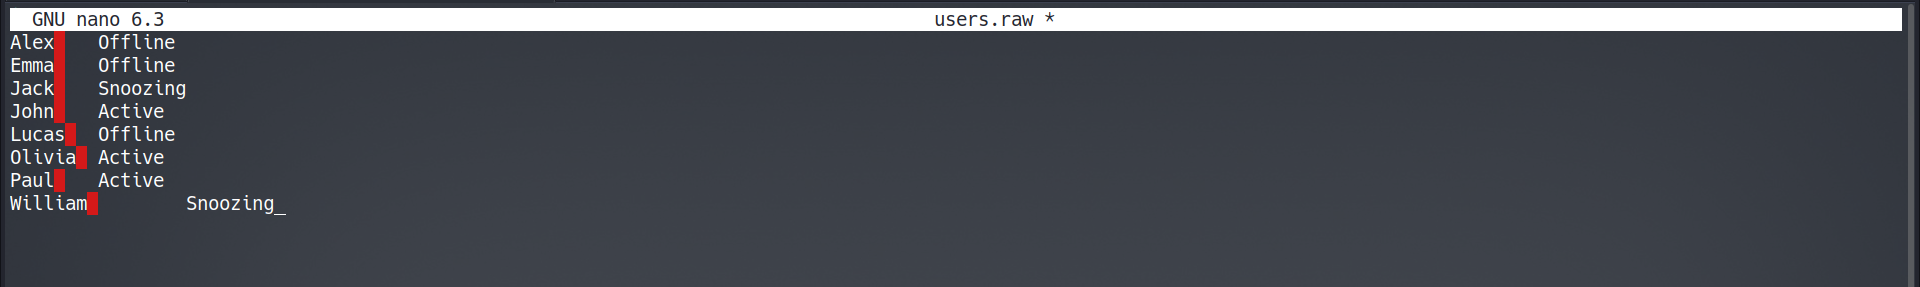 GNU nano 6.3 users.raw *
Alex Offline
Emma Offline
Jack Snoozing
John Active
Lucas Offline
Olivia Active
Paul Active
William Snoozing_